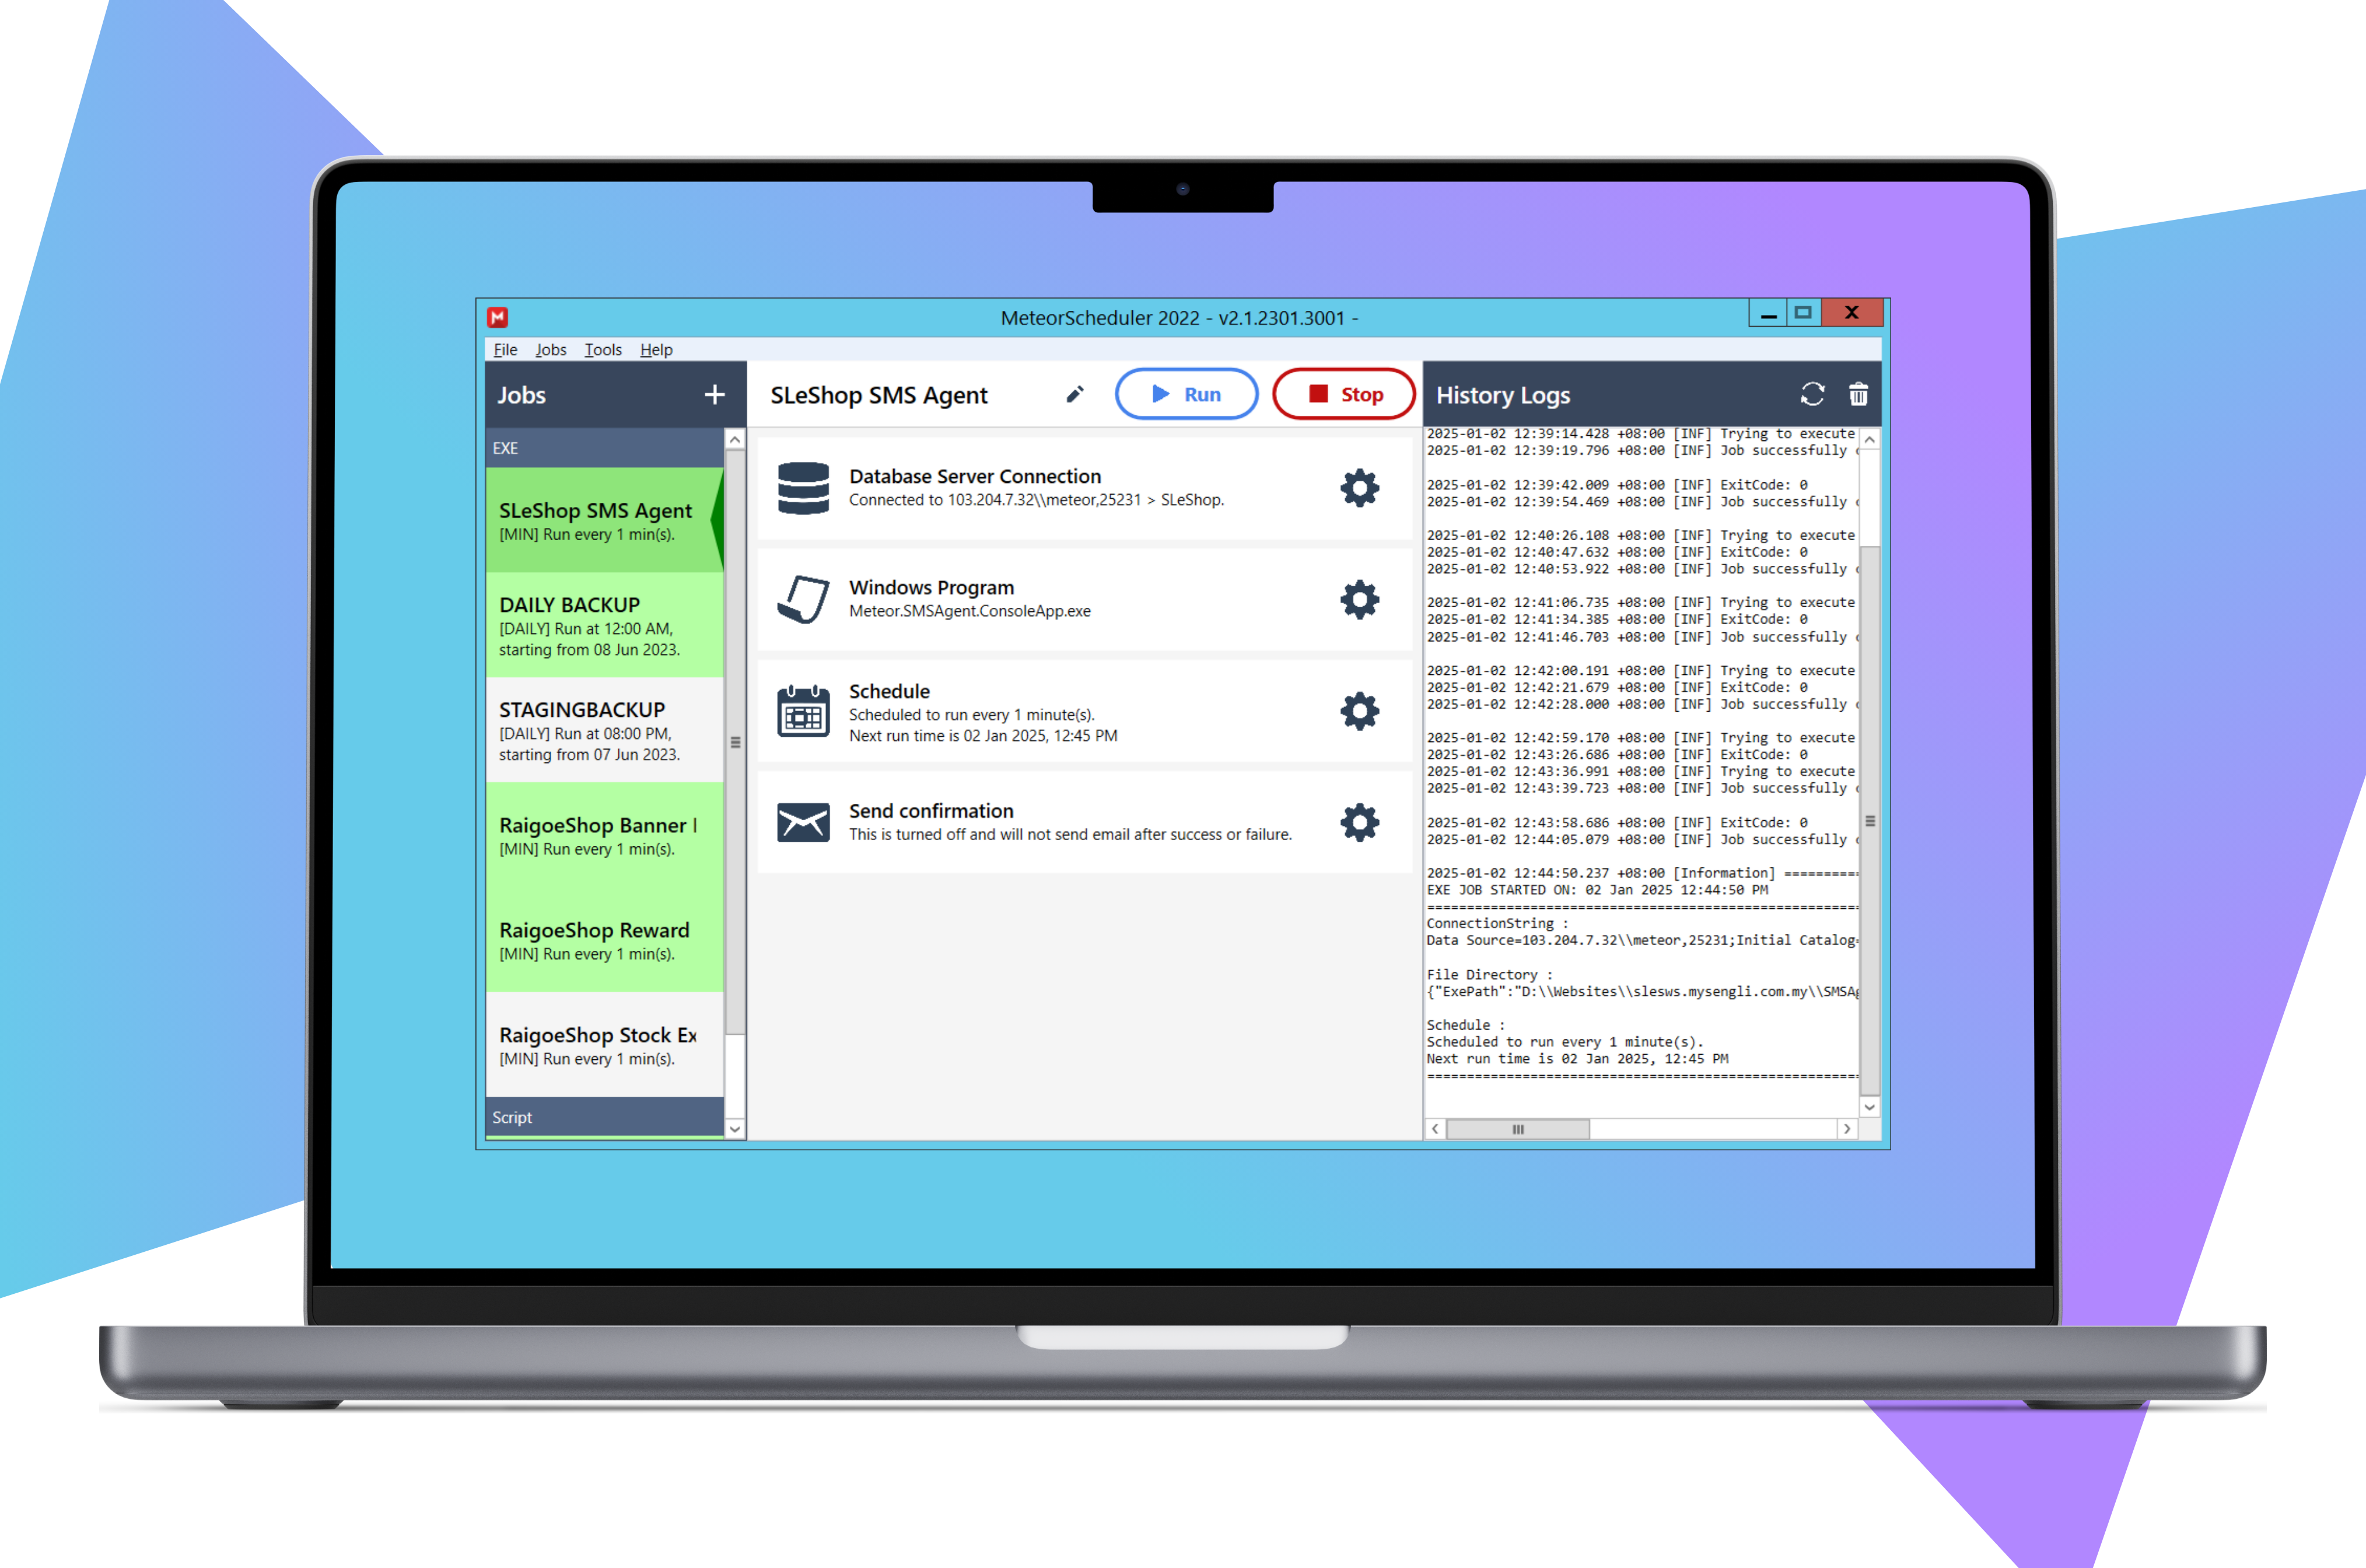 MeteorScheduler 2022 - v2.1.2301.3001 -
File Jobs Tools Help
Jobs
EXE
SLeShop SMS Agent
[MIN] Run every 1 min(s).
DAILY BACKUP
[DAILY] Run at 12:00 AM,
starting from 08 Jun 2023.
STAGINGBACKUP
[DAILY] Run at 08:00 PM,
starting from 07 Jun 2023.
RaigoeShop Banner
[MIN] Run every 1 min(s).
RaigoeShop Reward
[MIN] Run every 1 min(s).
RaigoeShop Stock Ex
[MIN] Run every 1 min(s).
Script
SLeShop SMS Agent
Run
Stop
Database Server Connection
Connected to 103.204.7.32\\meteor,25231 > SLeShop.
Windows Program
Meteor.SMSAgent.ConsoleApp.exe
Schedule
Scheduled to run every 1 minute(s).
Next run time is 02 Jan 2025, 12:45 PM
Send confirmation
This is turned off and will not send email after success or failure.
History Logs
2025-01-02 12:39:14.428 +08:00 [INF] Trying to execute
2025-01-02 12:39:19.796 +08:00 [INF] Job successfully
2025-01-02 12:39:42.009 +08:00 [INF] ExitCode: 0
2025-01-02 12:39:54.469 +08:00 [INF] Job successfully
2025-01-02 12:40:26.108 +08:00 [INF] Trying to execute
2025-01-02 12:40:47.632 +08:00 [INF] ExitCode: 0
2025-01-02 12:40:53.922 +08:00 [INF] Job successfully
2025-01-02 12:41:06.735 +08:00 [INF] Trying to execute
2025-01-02 12:41:34.385 +08:00 [INF] ExitCode: 0
2025-01-02 12:41:46.703 +08:00 [INF] Job successfully
2025-01-02 12:42:00.191 +08:00 [INF] Trying to execute
2025-01-02 12:42:21.679 +08:00 [INF] ExitCode: 0
2025-01-02 12:42:28.000 +08:00 [INF] Job successfully
2025-01-02 12:42:59.170 +08:00 [INF] Trying to execute
2025-01-02 12:43:26.686 +08:00 [INF] ExitCode: 0
2025-01-02 12:43:36.991 +08:00 [INF] Trying to execute
2025-01-02 12:43:39.723 +08:00 [INF] Job successfully
2025-01-02 12:43:58.686 +08:00 [INF] ExitCode: 0
2025-01-02 12:44:05.079 +08:00 [INF] Job successfully
2025-01-02 12:44:50.237 +08:00 [Information] ==========
EXE JOB STARTED ON: 02 Jan 2025 12:44:50 PM
=======================================================
ConnectionString :
Data Source=103.204.7.32\\meteor,25231;Initial Catalog=
File Directory :
{"ExePath":"D:\\Websites\\slesws.mysengli.com.my\\SMSAg
Schedule :
Scheduled to run every 1 minute(s).
Next run time is 02 Jan 2025, 12:45 PM
=======================================================